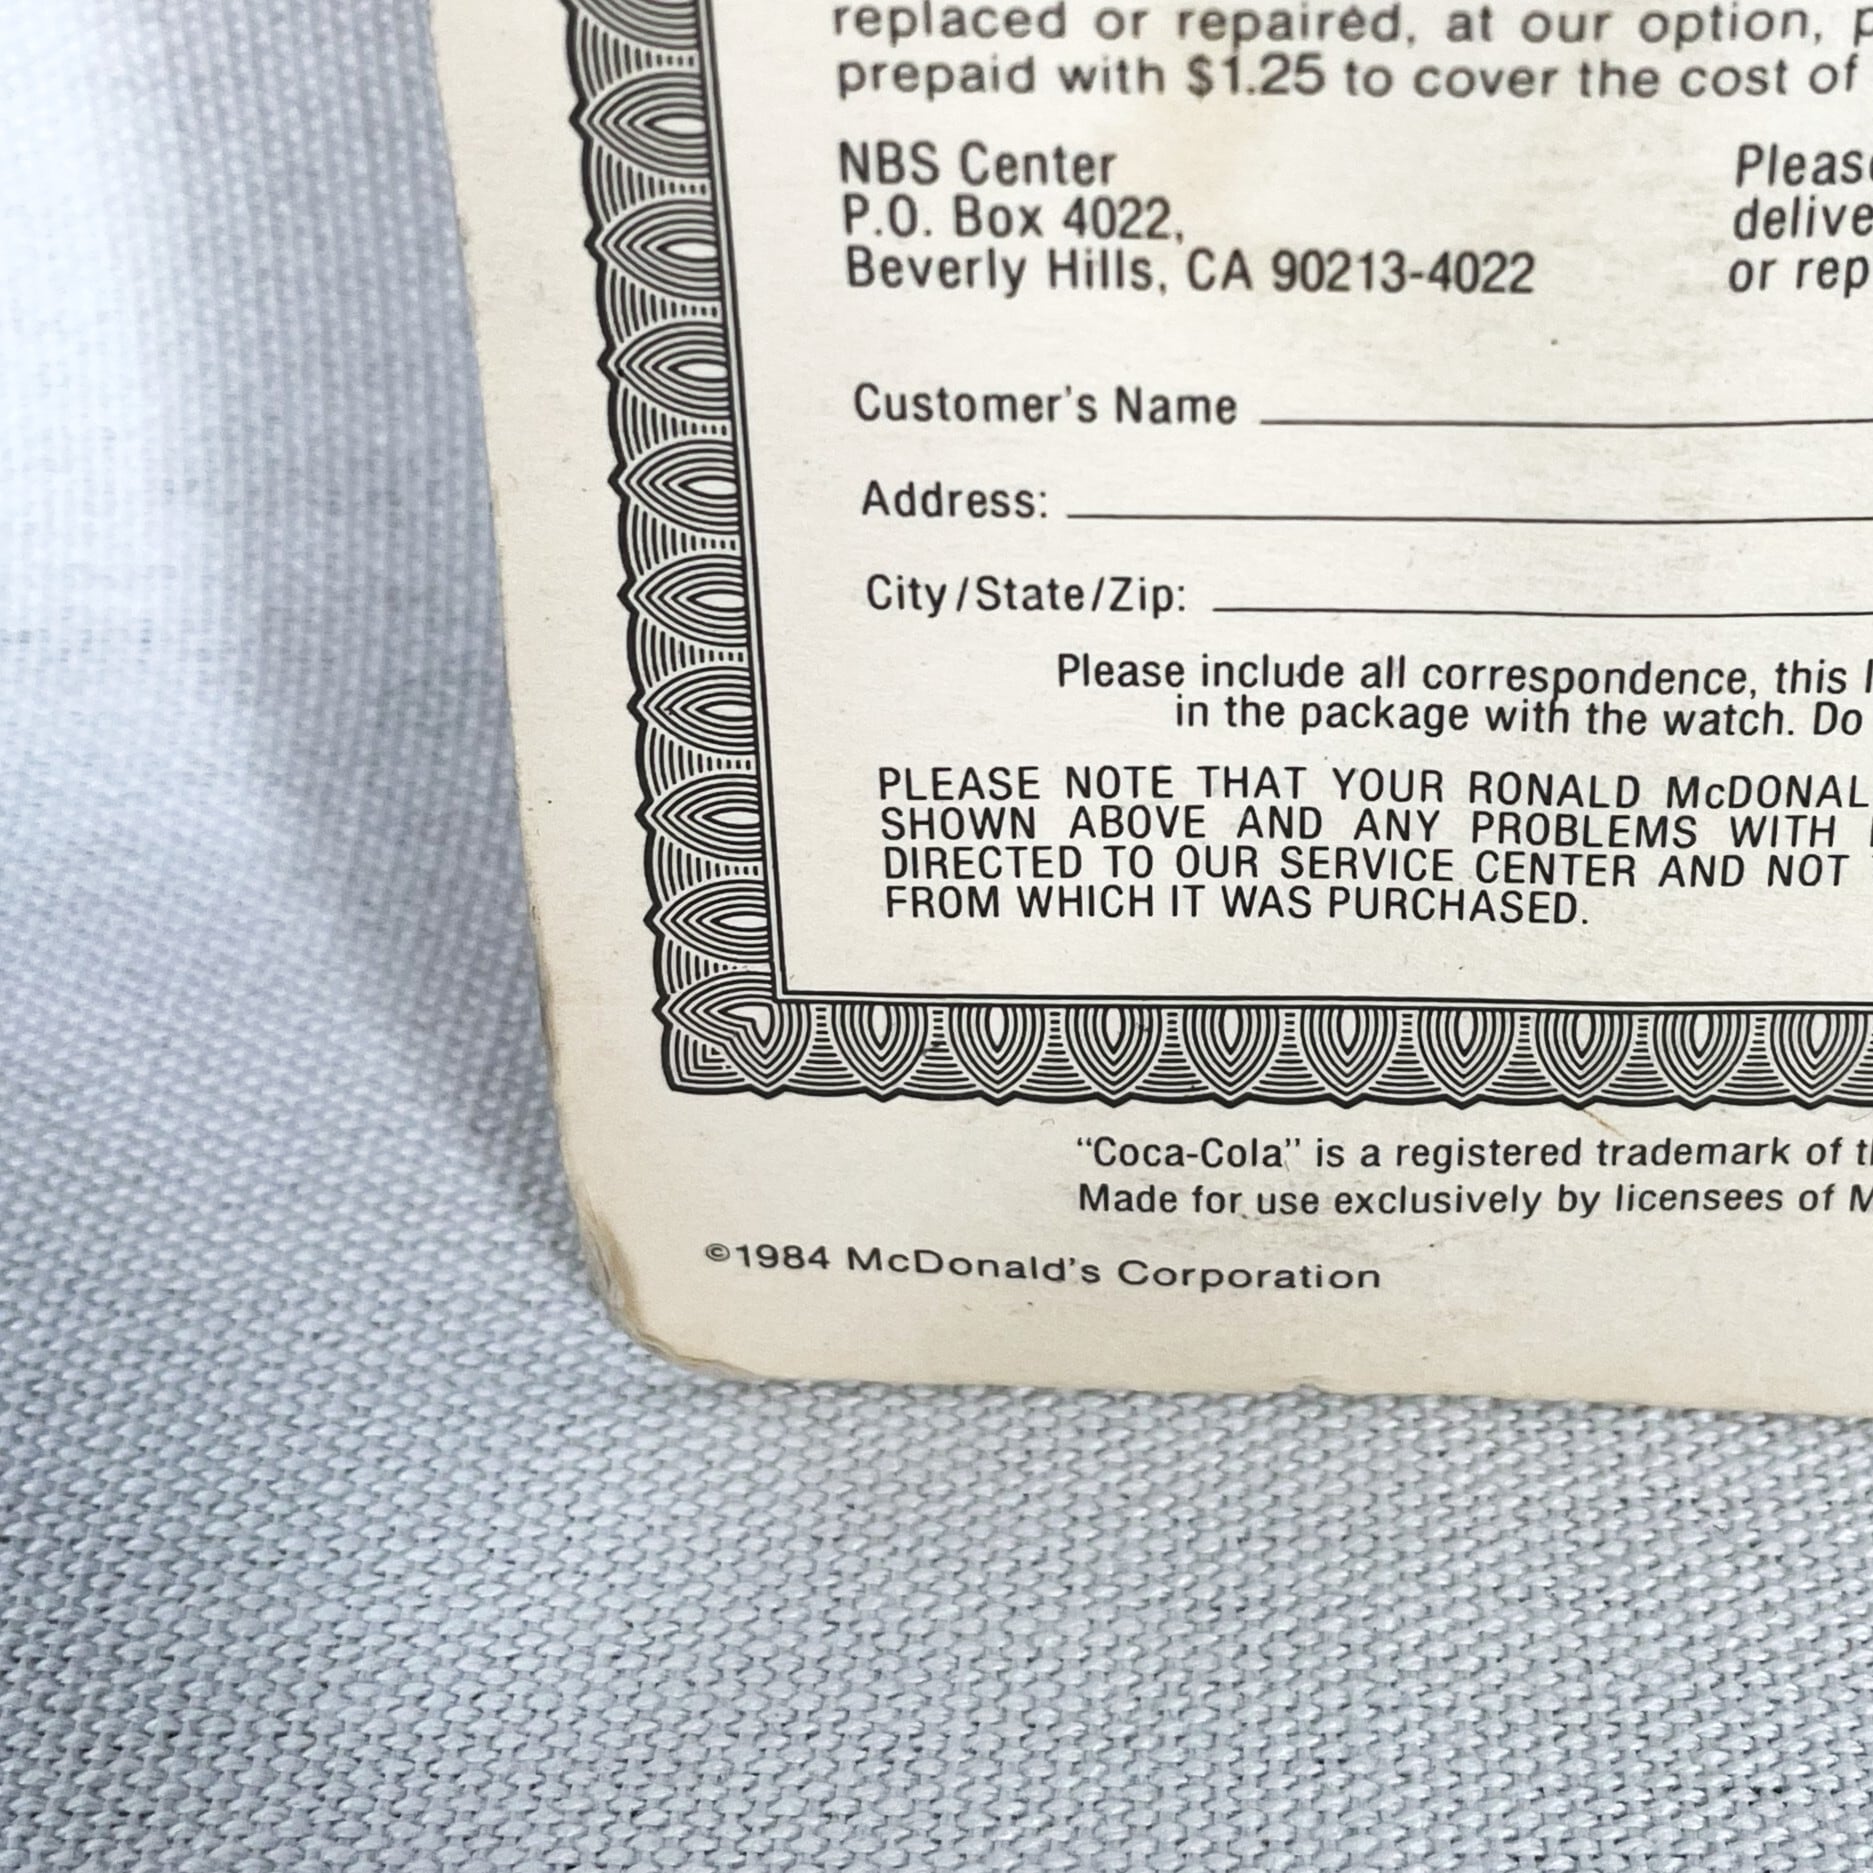 replaced or repaired, at our option,
prepaid with $1.25 to cover the cost of
NBS Center
P.O. Box 4022,
Beverly Hills, CA 90213-4022
Please
delive
or rep
Customer's Name
Address:
City/State/Zip:
Please include all correspondence, this
in the package with the watch. Do
PLEASE NOTE THAT YOUR RONALD McDONAL
SHOWN ABOVE AND ANY PROBLEMS WITH
DIRECTED TO OUR SERVICE CENTER AND NOT
FROM WHICH IT WAS PURCHASED.
“Coca-Cola” is a registered trademark of
Made for use exclusively by licensees of M
©1984 McDonald's Corporation